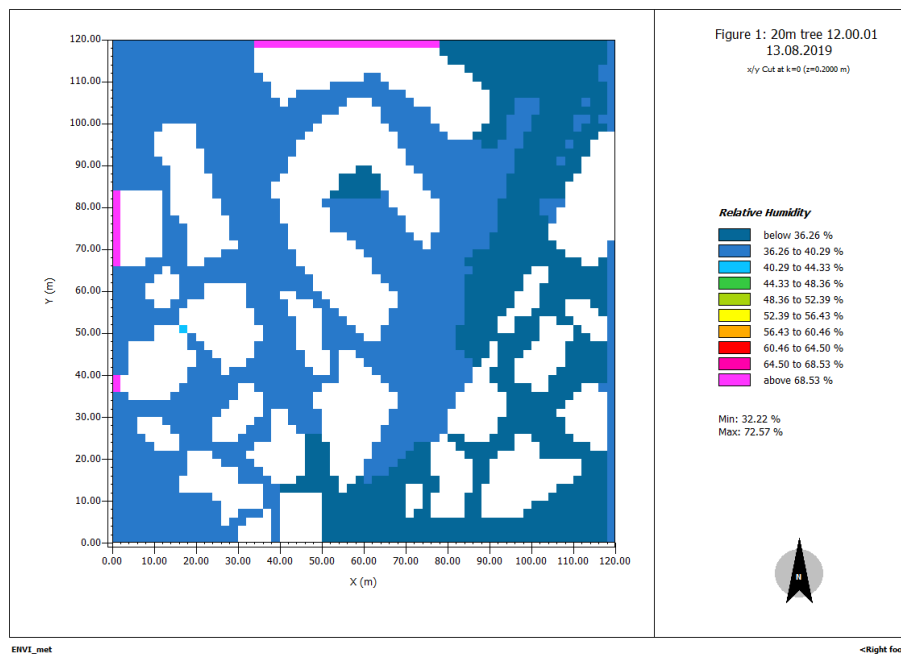 Figure 1: 20m tree 12.00.01
13.08.2019
x/y Cut at k=0 (z=0.2000 m)
120.00
110.00
100.00
90.00
80.00
70.00
60.00
50.00
40.00
30.00
20.00
10.00
0.00
Y (m)
0.00 10.00 20.00 30.00 40.00 50.00 60.00 70.00 80.00 90.00 100.00 110.00 120.00
X (m)
Relative Humidity
below 36.26 %
36.26 to 40.29 %
40.29 to 44.33 %
44.33 to 48.36 %
48.36 to 52.39 %
52.39 to 56.43 %
56.43 to 60.46 %
60.46 to 64.50 %
64.50 to 68.53 %
above 68.53 %
Min: 32.22 %
Max: 72.57 %
N
ENVI_met
<Right foo